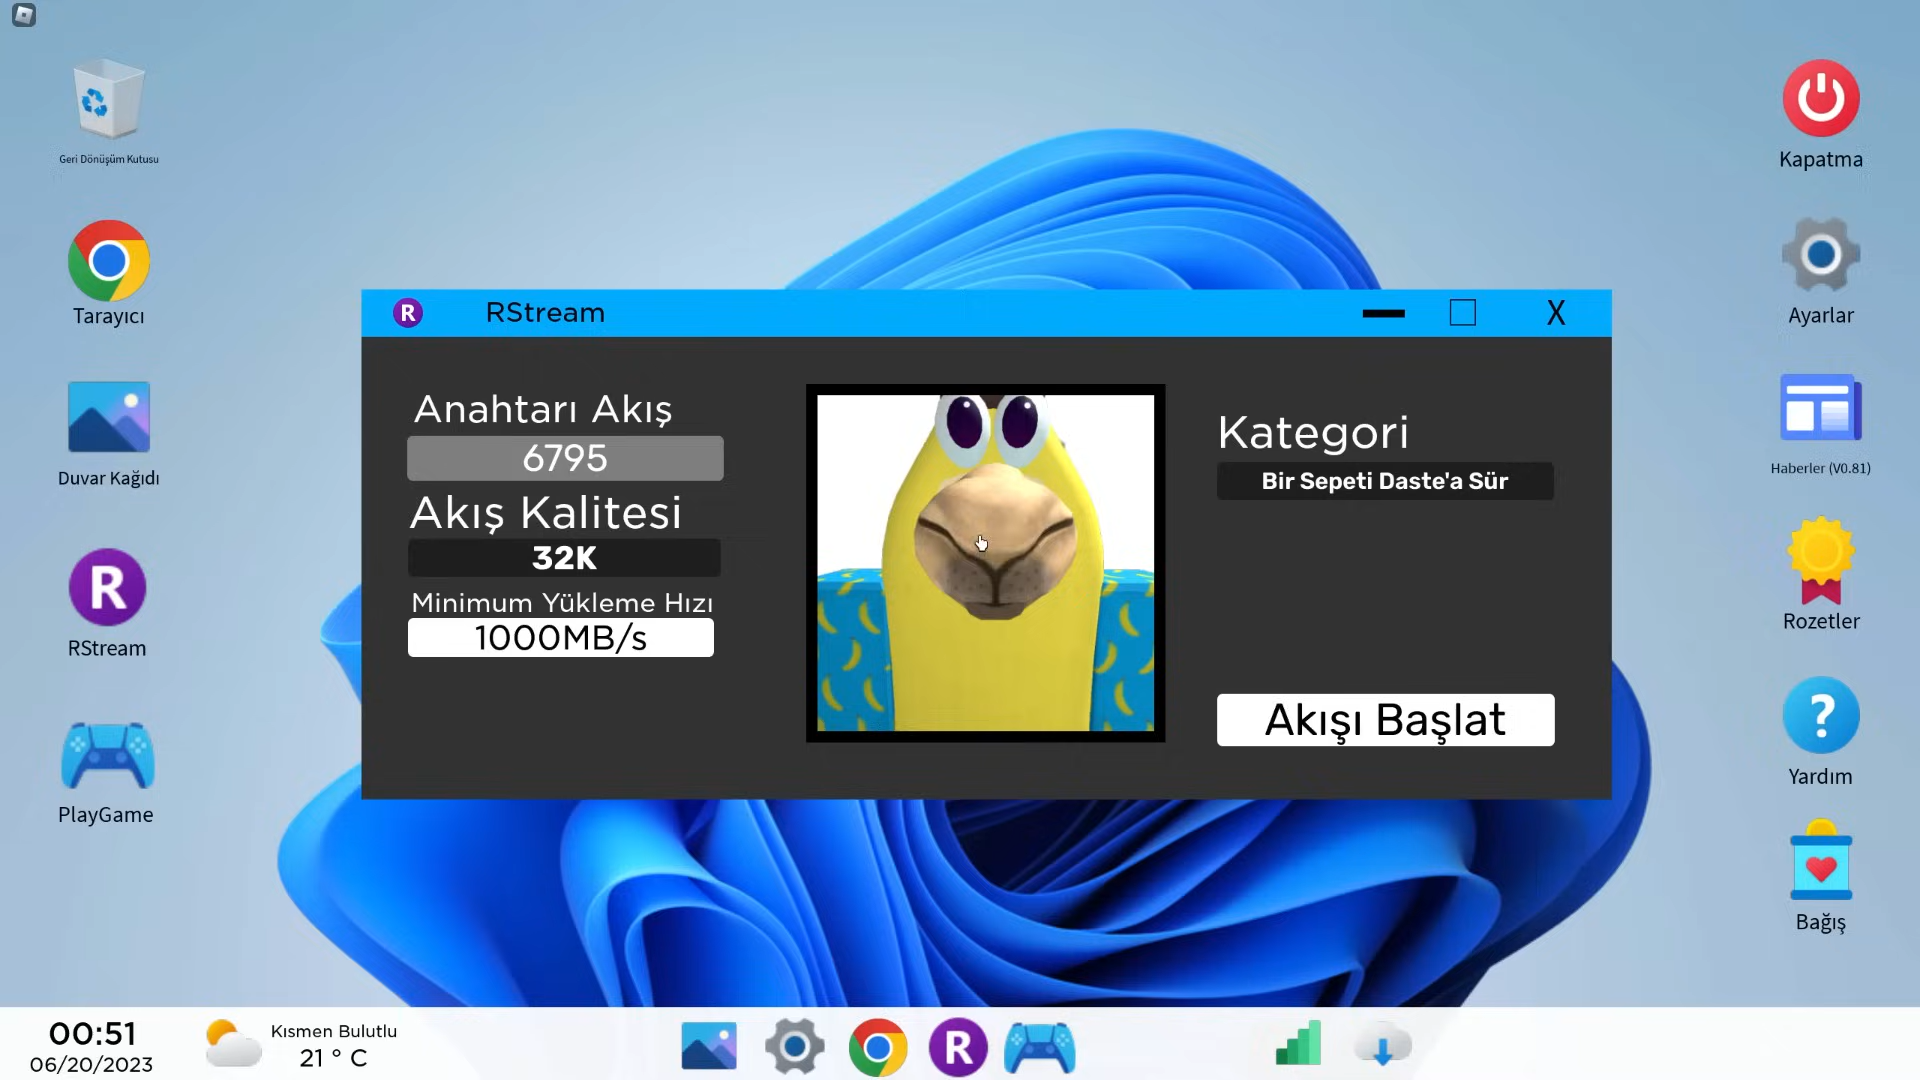 Geri Dönüşüm Kutusu
Tarayıcı
Duvar Kağıdı
R
RStream
PlayGame
R
RStream
X
Anahtarı Akış
6795
Akış Kalitesi
32K
Minimum Yükleme Hızı
1000MB/s
Kategori
Bir Sepeti Daste'a Sür
Akışı Başlat
Kapatma
Ayarlar
Haberler (V0.81)
Rozetler
?
Yardım
Bağış
00:51
06/20/2023
Kısmen Bulutlu
21 ° C
R